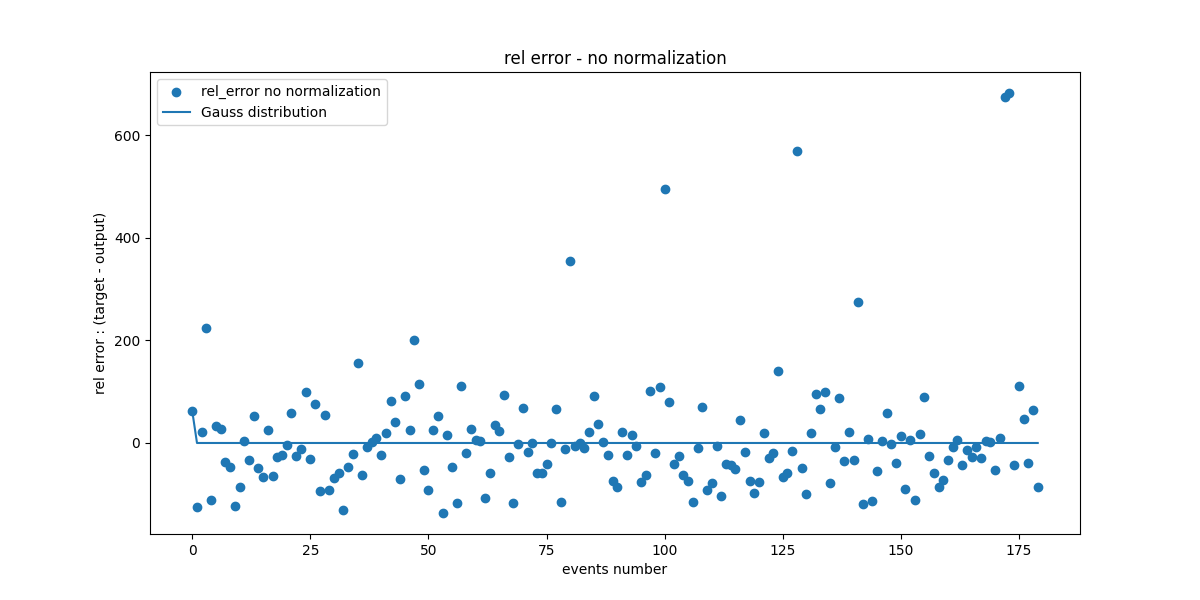 rel error - no normalization
rel_error no normalization
Gauss distribution
rel error : (target - output)
600
400
200
0
0
25
50
75
100
125
150
175
events number